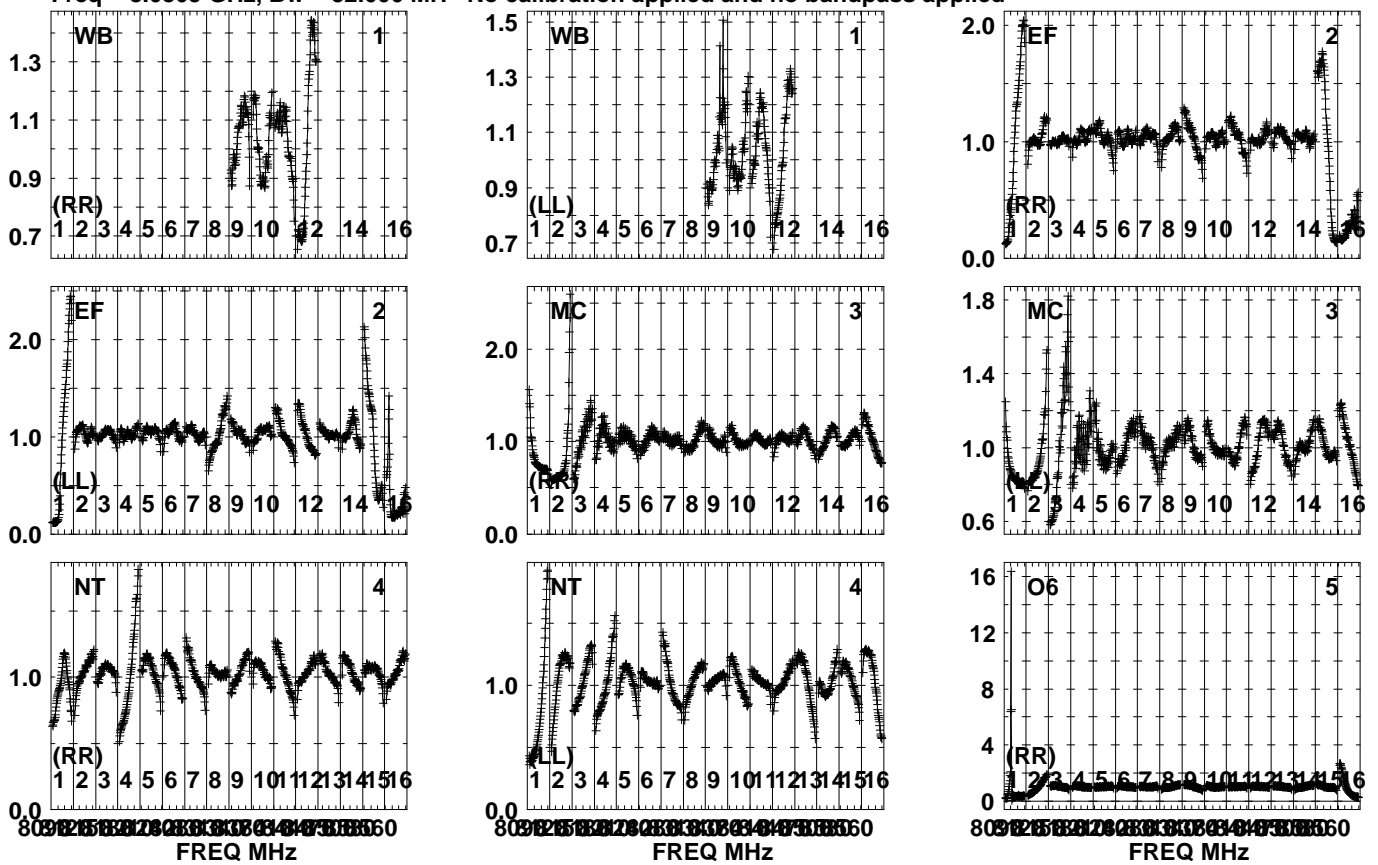 No calibration applied and no bandpass applied
WB 1
1.3
1.1
0.9
0.7
(RR)
1 2 3 4 5 6 7 8 9 10 12 14 16
WB 1
1.5
1.3
1.1
0.9
0.7
(LL)
1 2 3 4 5 6 7 8 9 10 12 14 16
EF 2
2.0
1.0
0.0
(RR)
1 2 3 4 5 6 7 8 9 10 12 14 16
EF 2
2.0
1.0
0.0
(LL)
1 2 3 4 5 6 7 8 9 10 12 14 16
MC 3
2.0
1.0
0.0
(RR)
1 2 3 4 5 6 7 8 9 10 12 14 16
MC 3
1.8
1.4
1.0
0.6
(LL)
1 2 3 4 5 6 7 8 9 10 12 14 16
NT 4
1.0
0.0
(RR)
1 2 3 4 5 6 7 8 9 10 11 12 13 14 15 16
FREQ MHz
NT 4
1.0
0.0
(LL)
1 2 3 4 5 6 7 8 9 10 11 12 13 14 15 16
FREQ MHz
O6 5
16
12
8
4
0
(RR)
1 2 3 4 5 6 7 8 9 10 11 12 13 14 15 16
FREQ MHz